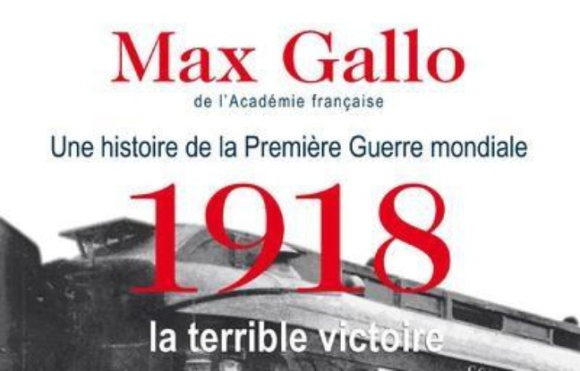 Max Gallo
de l'Académie française
Une histoire de la Première Guerre mondiale
1918
la terrible victoire